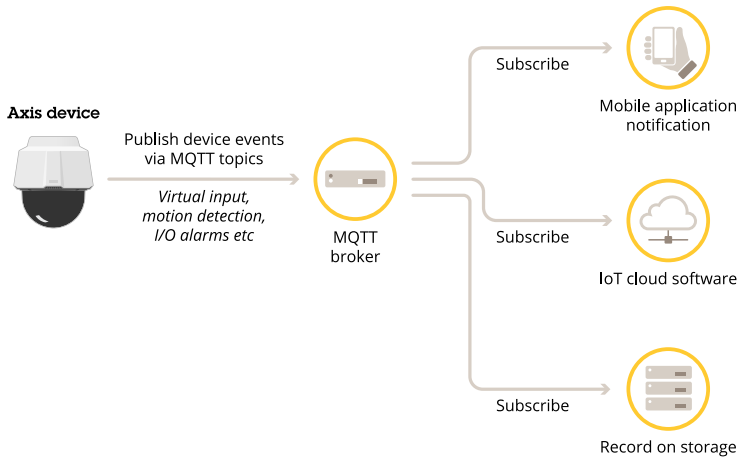 Axis device
Publish device events
via MQTT topics
Virtual input,
motion detection,
I/O alarms etc
MQTT
broker
Subscribe
Mobile application
notification
Subscribe
IoT cloud software
Subscribe
Record on storage